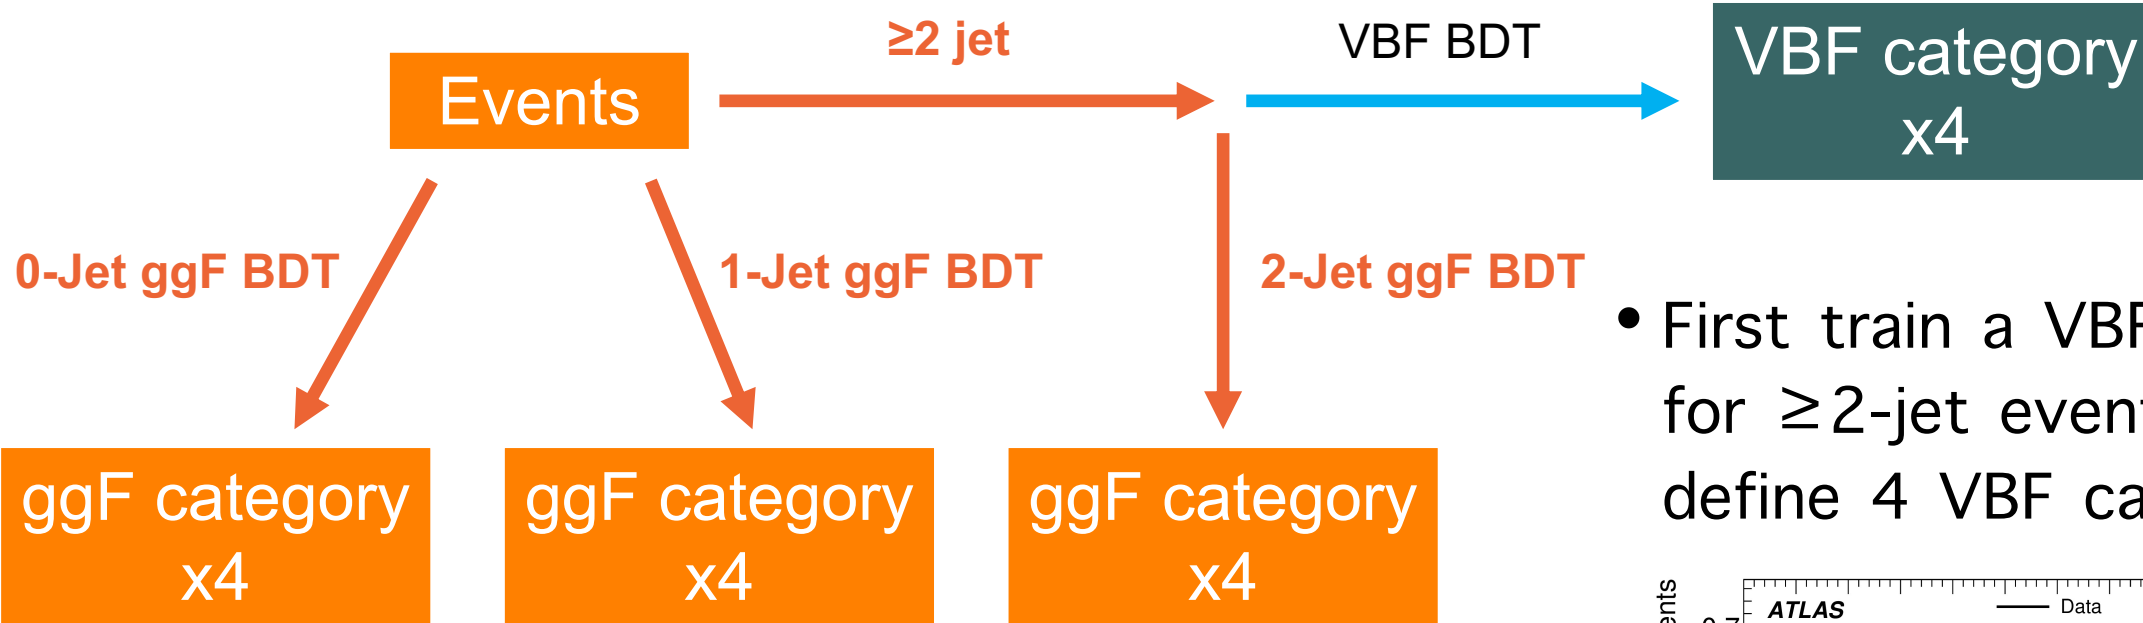 ≥2 jet
VBF BDT
Events
VBF category
x4
0-Jet ggF BDT
1-Jet ggF BDT
2-Jet ggF BDT
ggF category
x4
ggF category
x4
ggF category
x4
• First train a VBF
for ≥2-jet event
define 4 VBF ca
ATLAS
Data